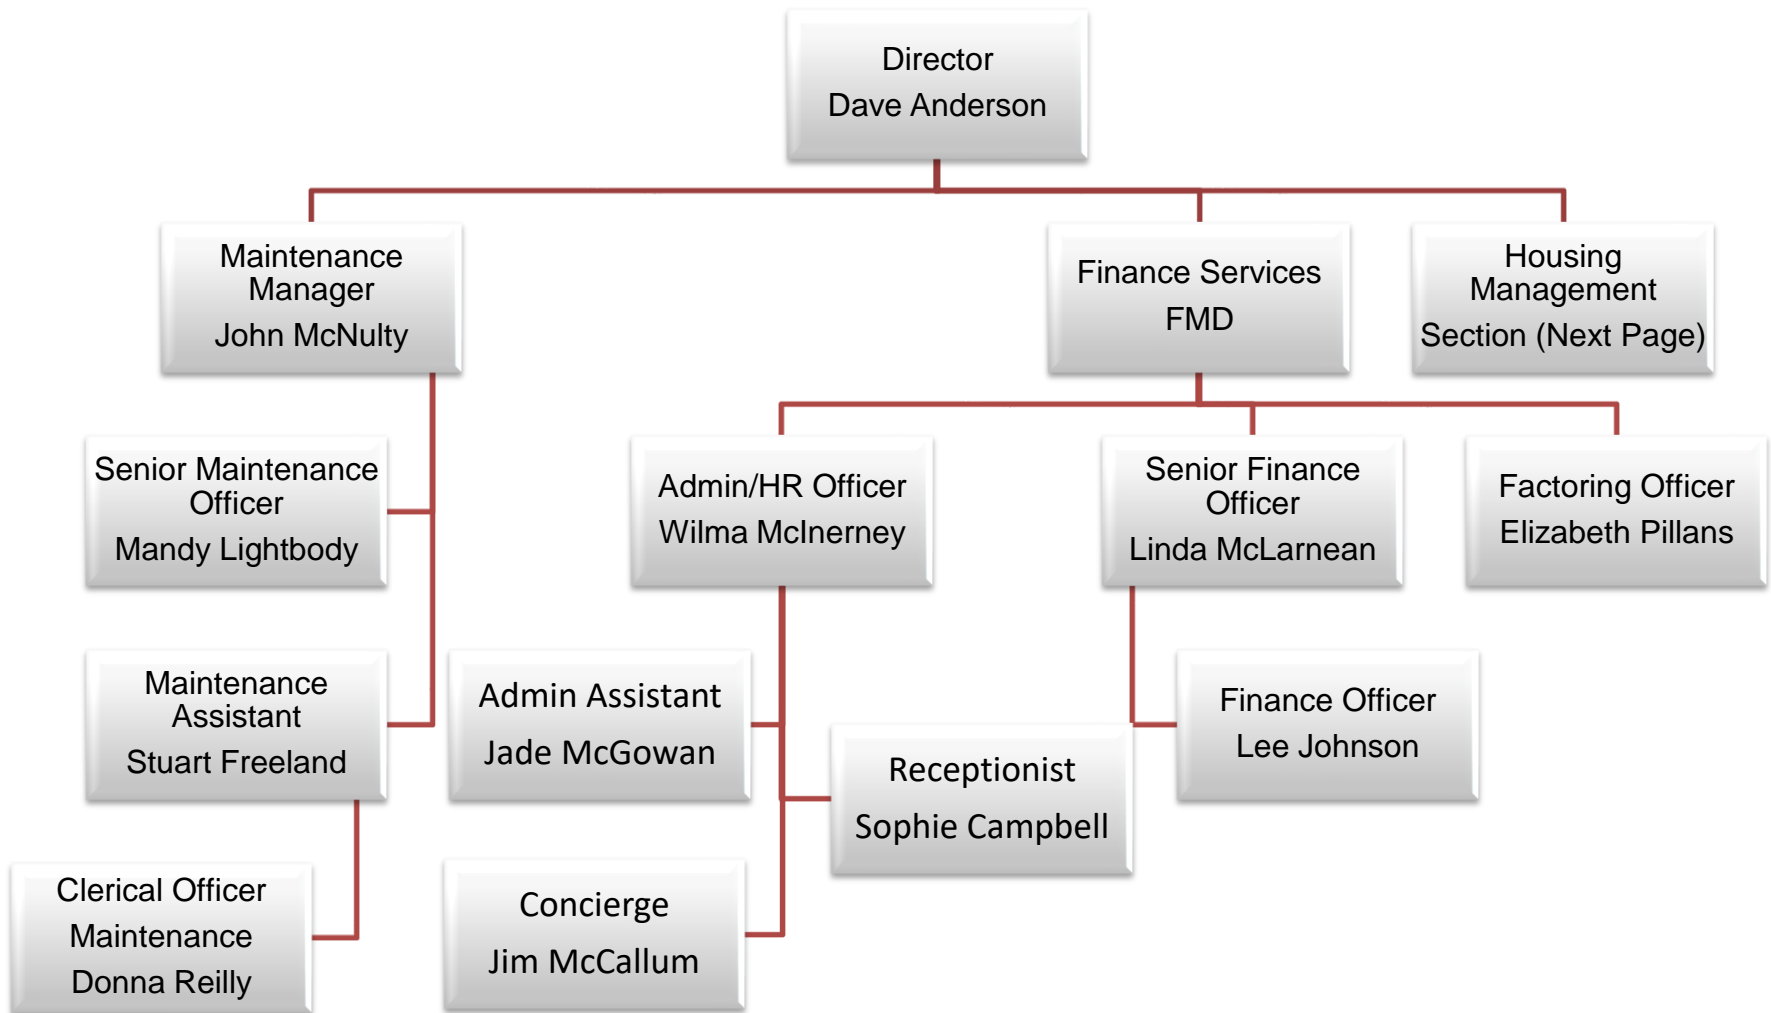 Director
Dave Anderson
Maintenance
Manager
John McNulty
Finance Services
FMD
Housing
Management
Section (Next Page)
Senior Maintenance
Officer
Mandy Lightbody
Admin/HR Officer
Wilma McInerney
Senior Finance
Officer
Linda McLarnean
Factoring Officer
Elizabeth Pillans
Maintenance
Assistant
Stuart Freeland
Admin Assistant
Jade McGowan
Receptionist
Sophie Campbell
Finance Officer
Lee Johnson
Clerical Officer
Maintenance
Donna Reilly
Concierge
Jim McCallum